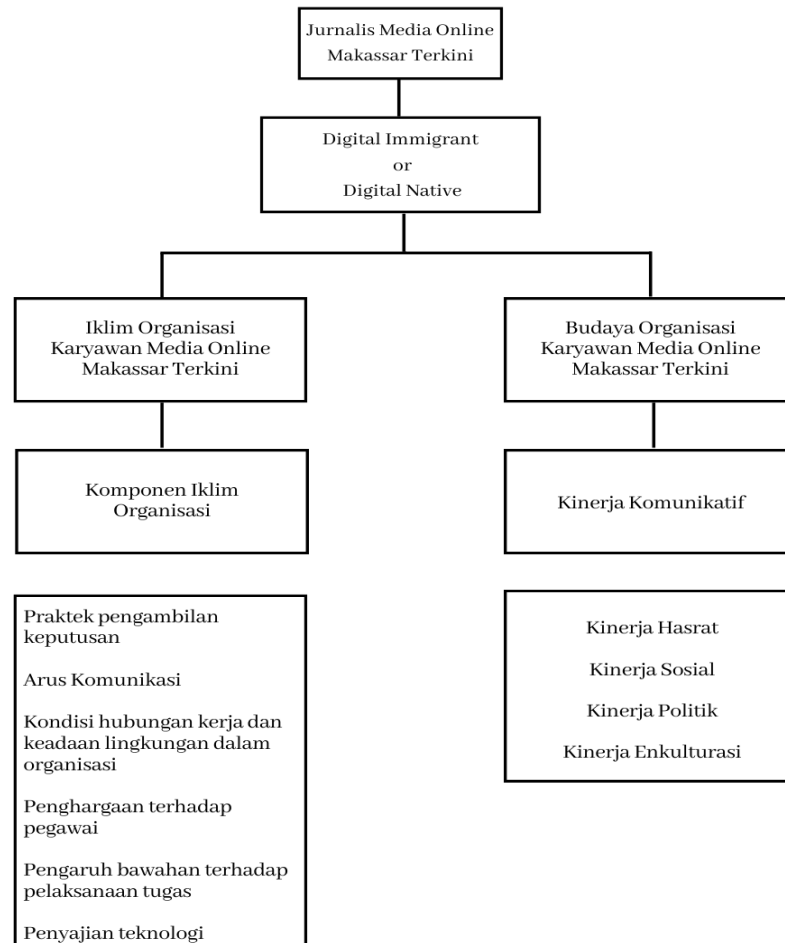 Jurnalis Media Online
Makassar Terkini
Digital Immigrant
or
Digital Native
Iklim Organisasi
Karyawan Media Online
Makassar Terkini
Budaya Organisasi
Karyawan Media Online
Makassar Terkini
Komponen Iklim
Organisasi
Kinerja Komunikatif
Praktek pengambilan
keputusan
Arus Komunikasi
Kondisi hubungan kerja dan
keadaan lingkungan dalam
organisasi
Penghargaan terhadap
pegawai
Pengaruh bawahan terhadap
pelaksanaan tugas
Penyajian teknologi
Kinerja Hasrat
Kinerja Sosial
Kinerja Politik
Kinerja Enkulturasi